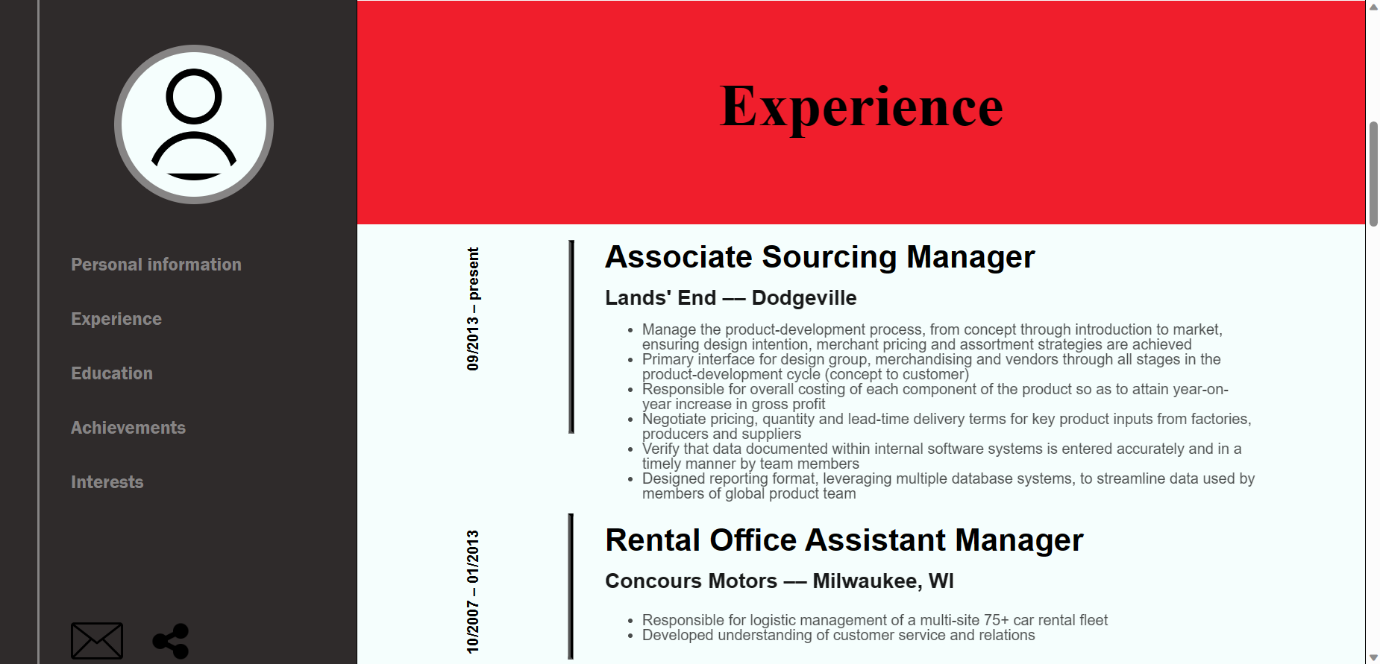 Personal information
Experience
Education
Achievements
Interests
Experience
09/2013 – present
Associate Sourcing Manager
Lands' End –– Dodgeville
Manage the product-development process, from concept through introduction to market,
ensuring design intention, merchant pricing and assortment strategies are achieved
Primary interface for design group, merchandising and vendors through all stages in the
product-development cycle (concept to customer)
Responsible for overall costing of each component of the product so as to attain year-on-
year increase in gross profit
Negotiate pricing, quantity and lead-time delivery terms for key product inputs from factories,
producers and suppliers
Verify that data documented within internal software systems is entered accurately and in a
timely manner by team members
Designed reporting format, leveraging multiple database systems, to streamline data used by
members of global product team
10/2007 – 01/2013
Rental Office Assistant Manager
Concours Motors –– Milwaukee, WI
Responsible for logistic management of a multi-site 75+ car rental fleet
Developed understanding of customer service and relations